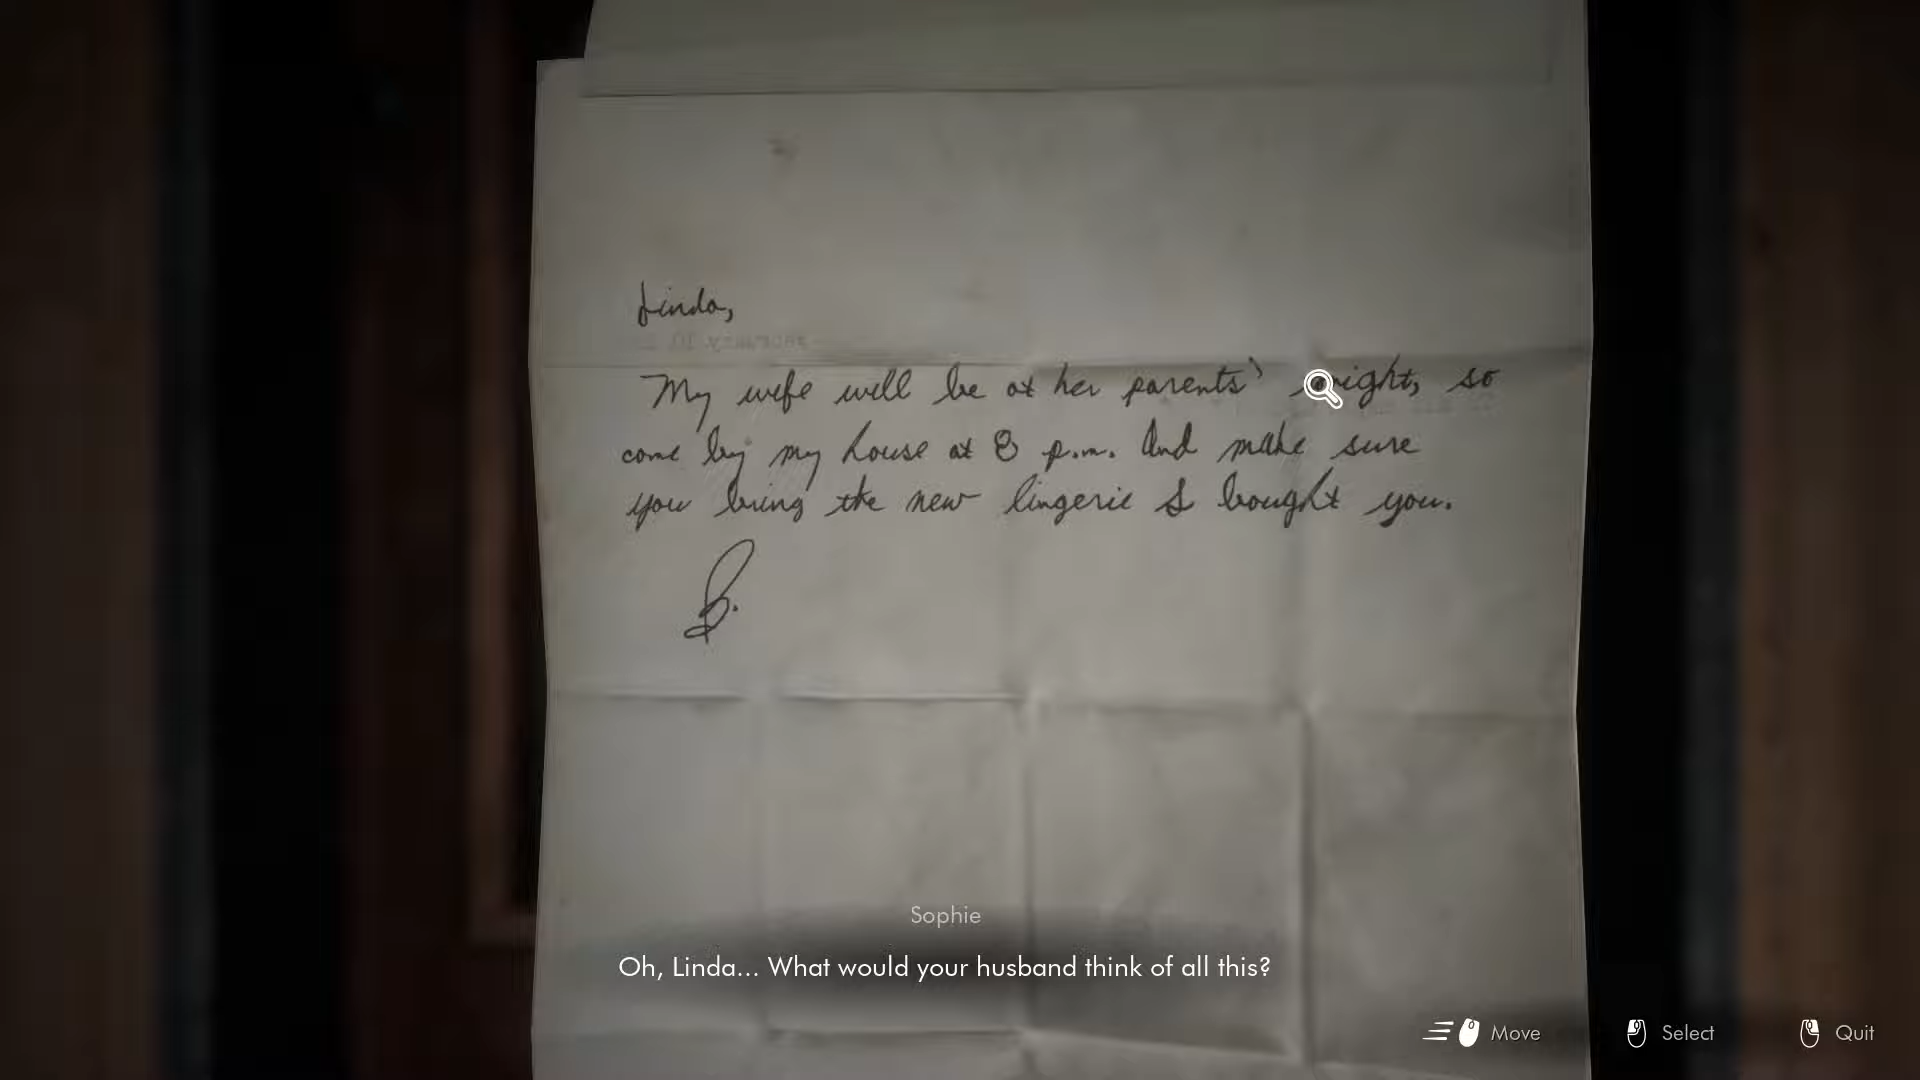 Linda,
My wife will be at her parents' so
come by my house at 8 p.m. And make sure
you bring the new lingerie I bought you.
B.
Sophie
Oh, Linda... What would your husband think of all this?
Move
Select
Quit